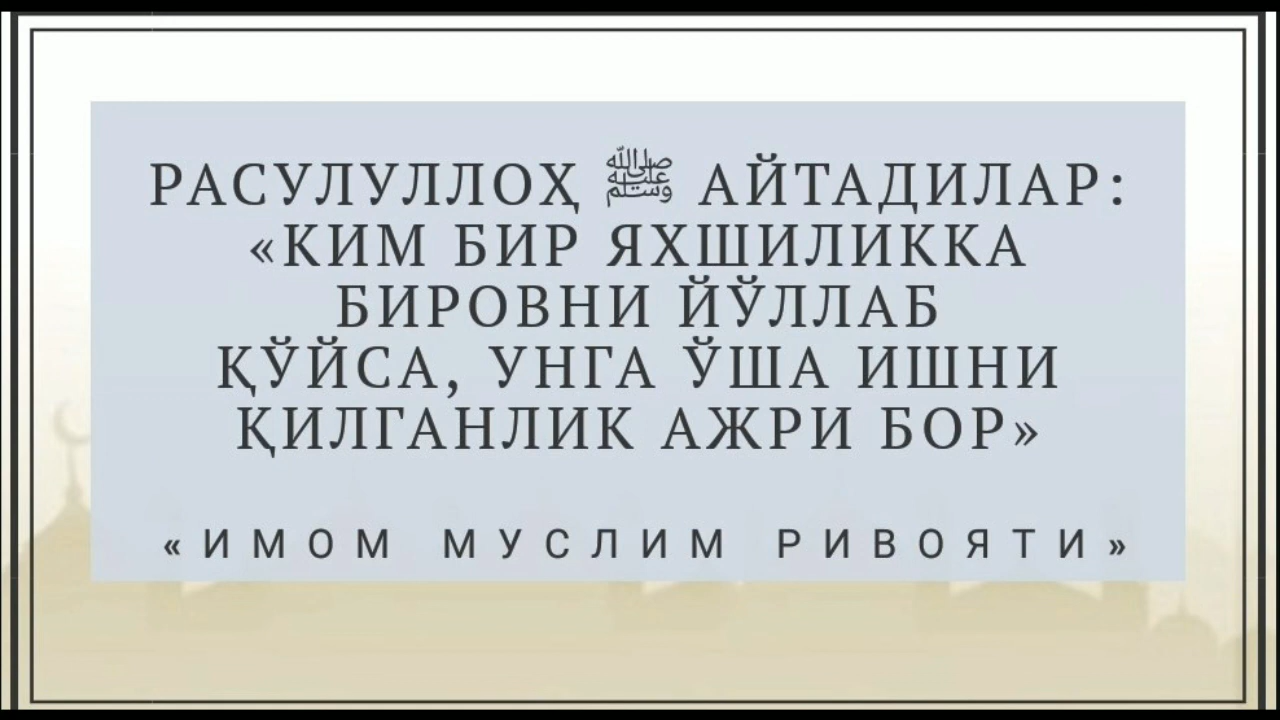 РАСУЛУЛЛОҲ ﷺ АЙТАДИЛАР:
«КИМ БИР ЯХШИЛИККА
БИРОВНИ ЙЎЛЛАБ
ҚЎЙСА, УНГА ЎША ИШНИ
ҚИЛГАНЛИК АЖРИ БОР»
«ИМОМ МУСЛИМ РИВОЯТИ»